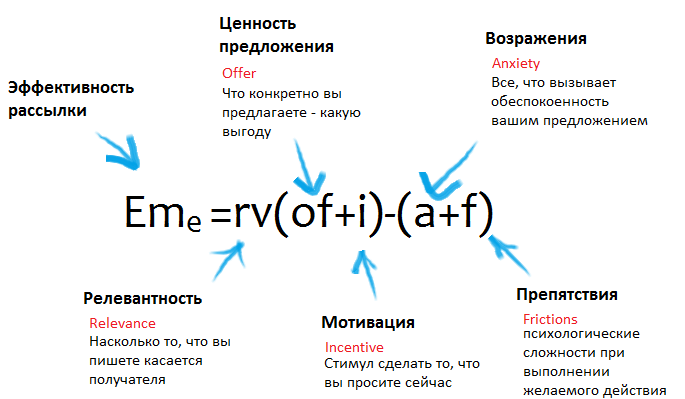 Ценность
предложения
Offer
Что конкретно вы
предлагаете - какую
выгоду
Возражения
Anxiety
Все, что вызывает
обеспокоенность
вашим предложением
Эффективность
рассылки
Eme =rv(of+i)-(a+f)
Релевантность
Relevance
Насколько то, что вы
пишете касается
получателя
Мотивация
Incentive
Стимул сделать то, что
вы просите сейчас
Препятствия
Frictions
психологические
сложности при
выполнении
желаемого действия